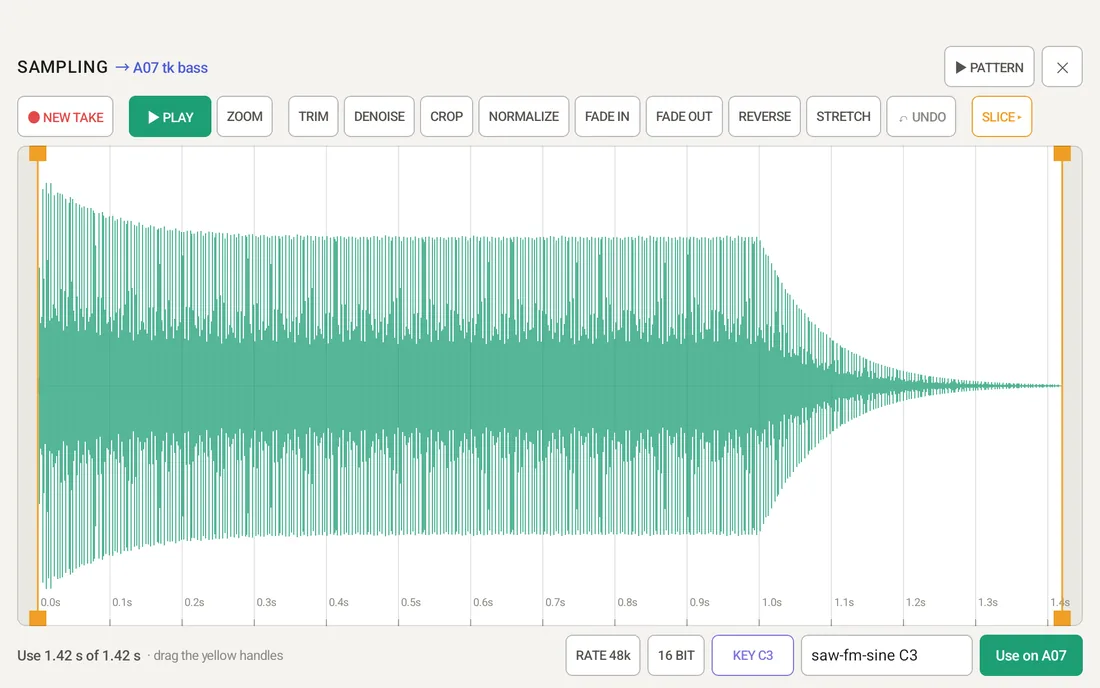 SAMPLING → A07 tk bass ▶ PATTERN ×
● NEW TAKE ▶ PLAY ZOOM TRIM DENOISE CROP NORMALIZE FADE IN FADE OUT REVERSE STRETCH ⤺ UNDO SLICE ▸
0.0s 0.1s 0.2s 0.3s 0.4s 0.5s 0.6s 0.7s 0.8s 0.9s 1.0s 1.1s 1.2s 1.3s 1.4s
Use 1.42 s of 1.42 s · drag the yellow handles RATE 48k 16 BIT KEY C3 saw-fm-sine C3 Use on A07